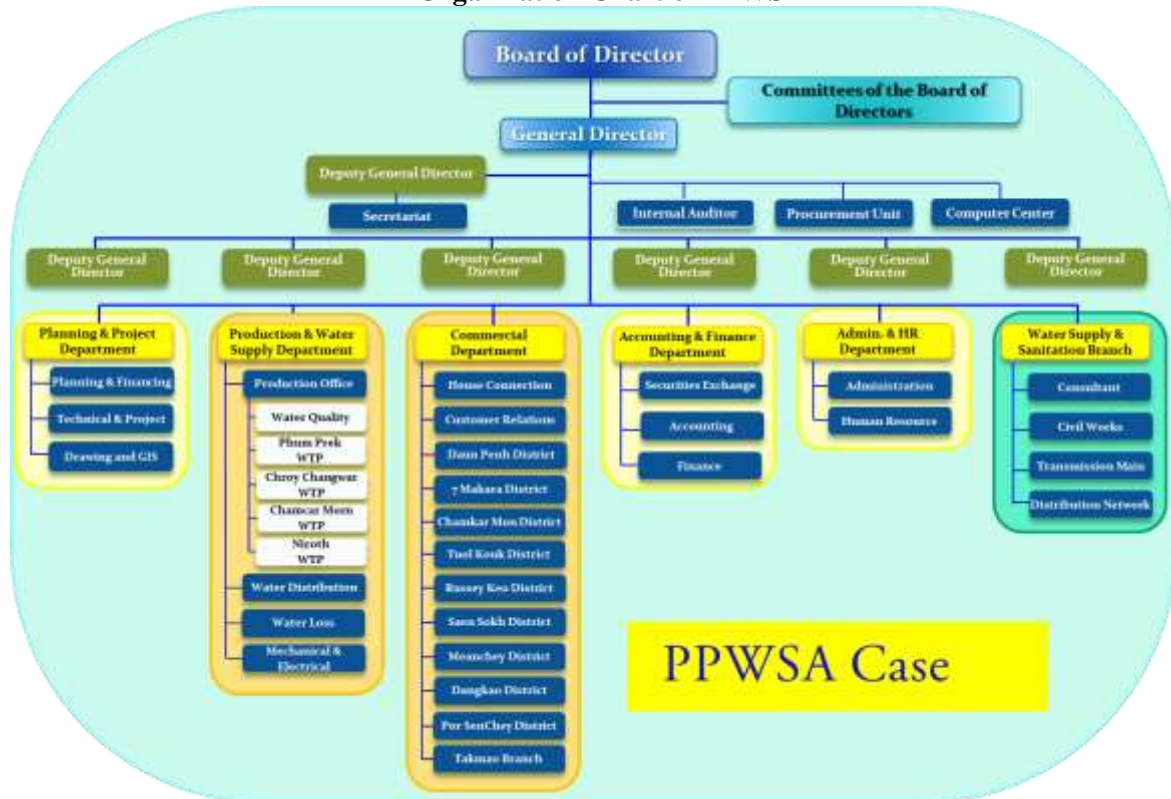 Board of Director
Committees of the Board of
Directors
General Director
Deputy General Director
Secretariat
Internal Auditor
Procurement Unit
Computer Center
Deputy General
Director
Deputy General
Director
Deputy General
Director
Deputy General
Director
Deputy General
Director
Deputy General
Director
Planning & Project
Department
Planning & Financing
Technical & Project
Drawing and GIS
Production & Water
Supply Department
Production Office
Water Quality
Phum Prek
WTP
Chroy Changwar
WTP
Chamcar Morn
WTP
Niroth
WTP
Water Distribution
Water Loss
Mechanical &
Electrical
Commercial
Department
House Connection
Customer Relations
Daun Penh District
7 Makara District
Chamkar Mon District
Tuol Kouk District
Russey Keo District
Saen Sokh District
Meanchey District
Dangkao District
Por SenChey District
Takmao Branch
Accounting & Finance
Department
Securities Exchange
Accounting
Finance
Admin. & HR
Department
Administration
Human Resource
Water Supply &
Sanitation Branch
Consultant
Civil Works
Transmission Main
Distribution Network
PPWSA Case